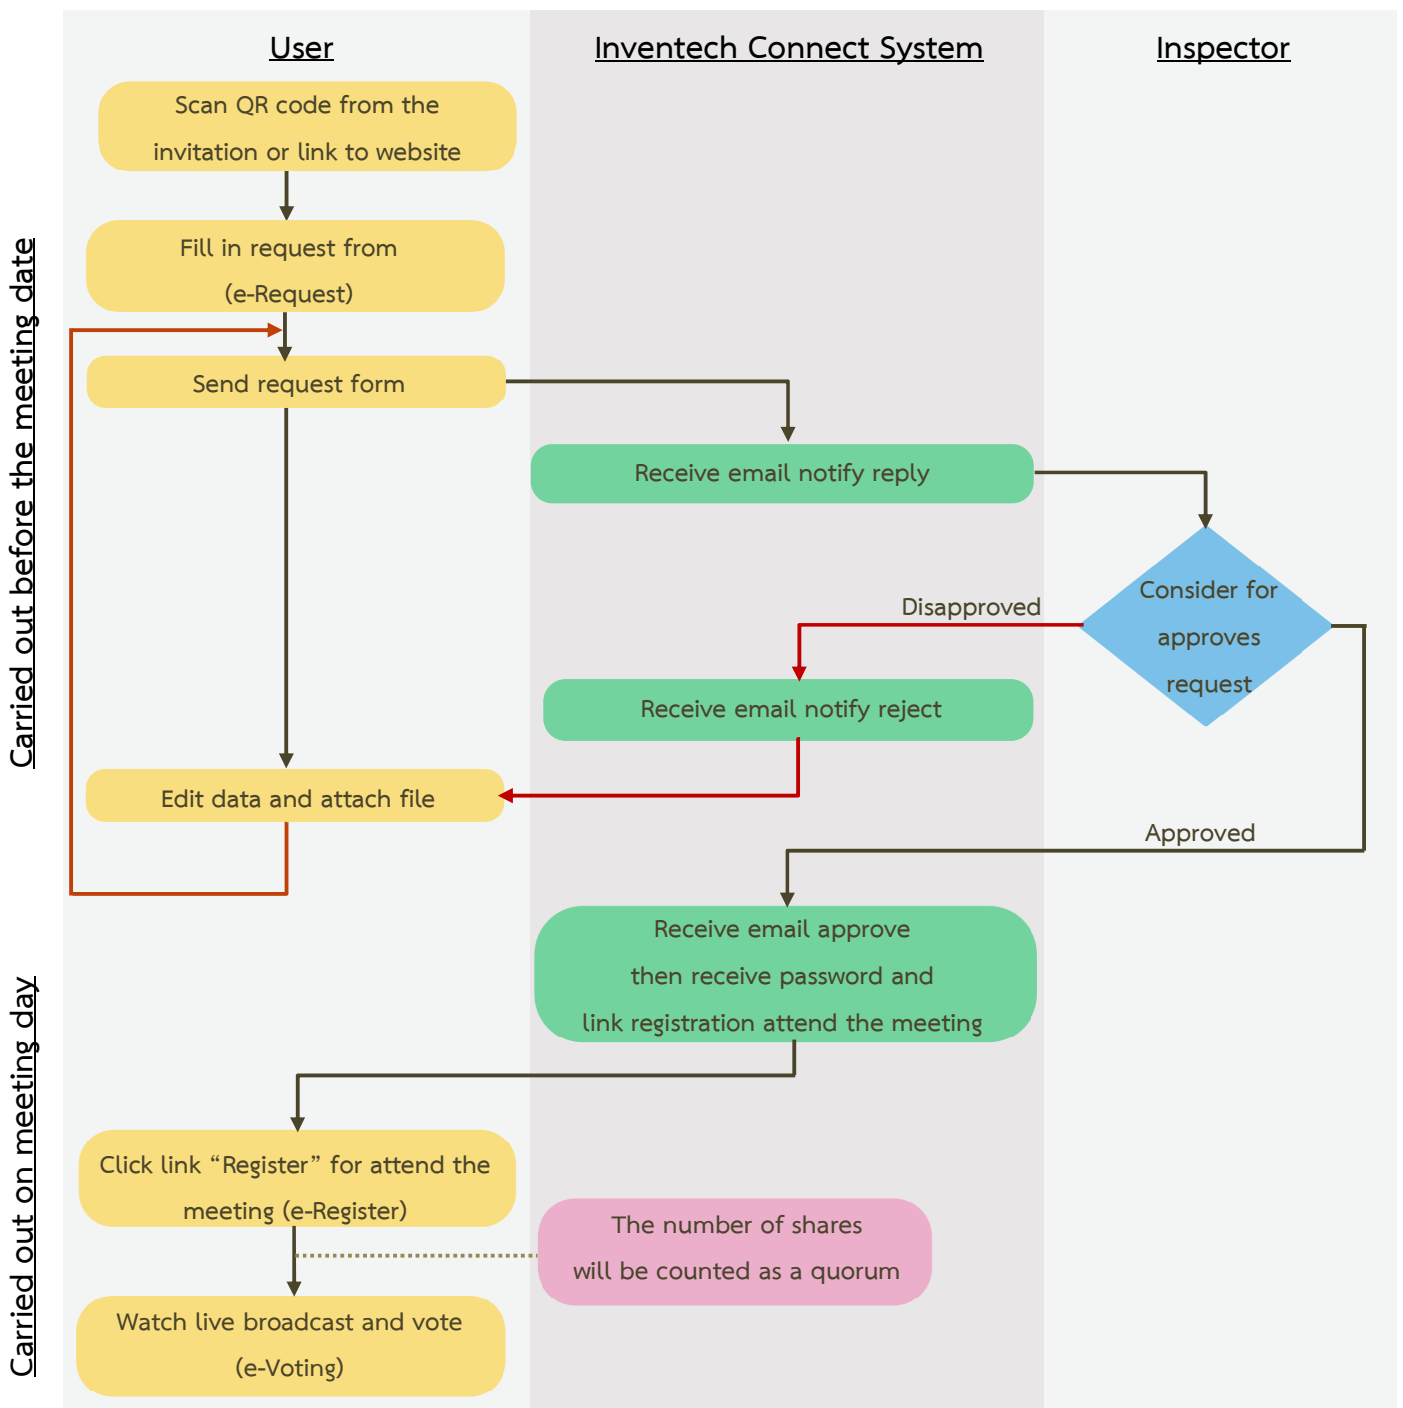 User
Inventech Connect System
Inspector
Carried out before the meeting date
Scan QR code from the
invitation or link to website
Fill in request from
(e-Request)
Send request form
Receive email notify reply
Consider for
approves
request
Disapproved
Receive email notify reject
Edit data and attach file
Approved
Carried out on meeting day
Receive email approve
then receive password and
link registration attend the meeting
Click link “Register” for attend the
meeting (e-Register)
The number of shares
will be counted as a quorum
Watch live broadcast and vote
(e-Voting)